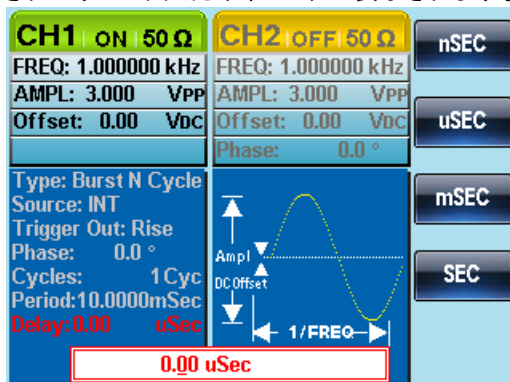 CH1 ON 50 Ω
CH2 OFF 50 Ω
nSEC
FREQ: 1.000000 kHz
FREQ: 1.000000 kHz
AMPL: 3.000 VPP
AMPL: 3.000 VPP
Offset: 0.00 VDC
Offset: 0.00 VDC
uSEC
Phase: 0.0 °
Type: Burst N Cycle
Source: INT
Trigger Out: Rise
Phase: 0.0 °
Cycles: 1 Cyc
Period:10.0000mSec
Delay:0.00 uSec
Ampl
DC Offset
1/FREQ
mSEC
SEC
0.00 uSec